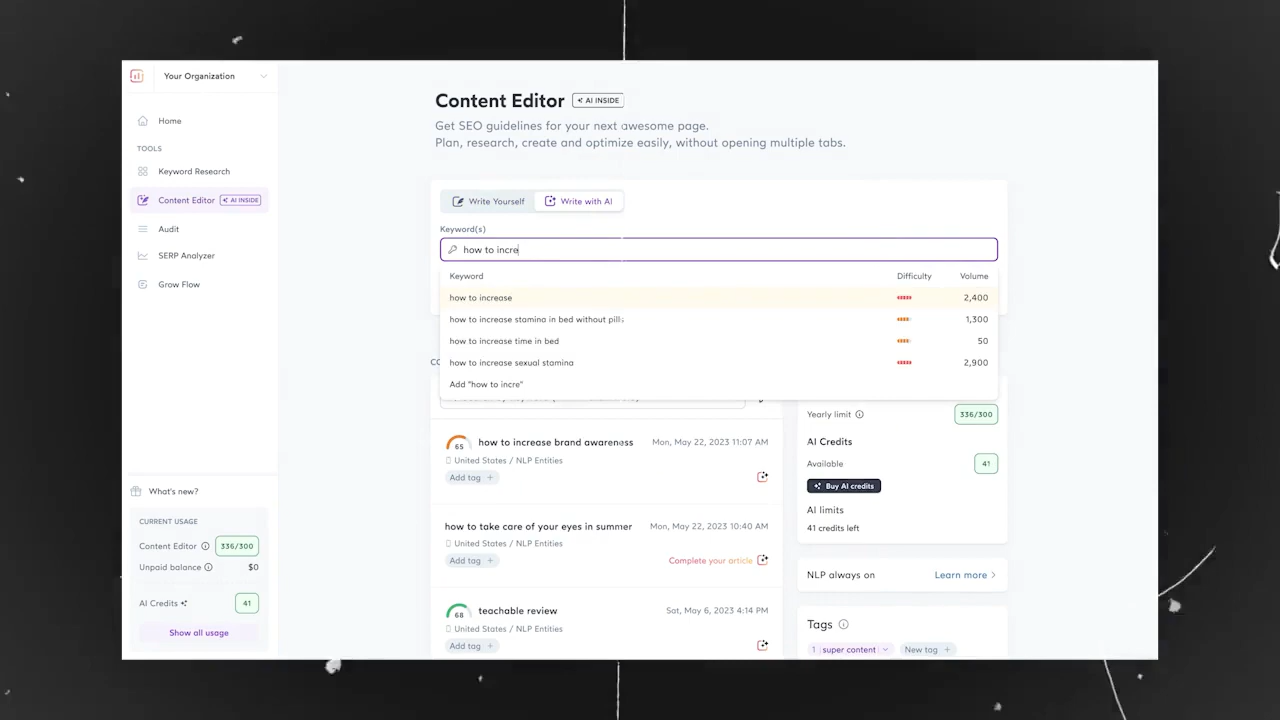 Your Organization
Home
TOOLS
Keyword Research
Content Editor AI INSIDE
Audit
SERP Analyzer
Grow Flow
What's new?
CURRENT USAGE
Content Editor 336/300
Unpaid balance $0
AI Credits 41
Show all usage
Content Editor AI INSIDE
Get SEO guidelines for your next awesome page.
Plan, research, create and optimize easily, without opening multiple tabs.
Write Yourself Write with AI
Keyword(s)
how to incre
Keyword Difficulty Volume
how to increase 2,400
how to increase stamina in bed without pills 1,300
how to increase time in bed 50
how to increase sexual stamina 2,900
Add "how to incre"
65 how to increase brand awareness Mon, May 22, 2023 11:07 AM
United States / NLP Entities
Add tag +
how to take care of your eyes in summer Mon, May 22, 2023 10:40 AM
United States / NLP Entities
Add tag + Complete your article
68 teachable review Sat, May 6, 2023 4:14 PM
United States / NLP Entities
Add tag +
Yearly limit 336/300
AI Credits
Available 41
Buy AI credits
AI limits
41 credits left
NLP always on Learn more >
Tags
1 super content New tag +